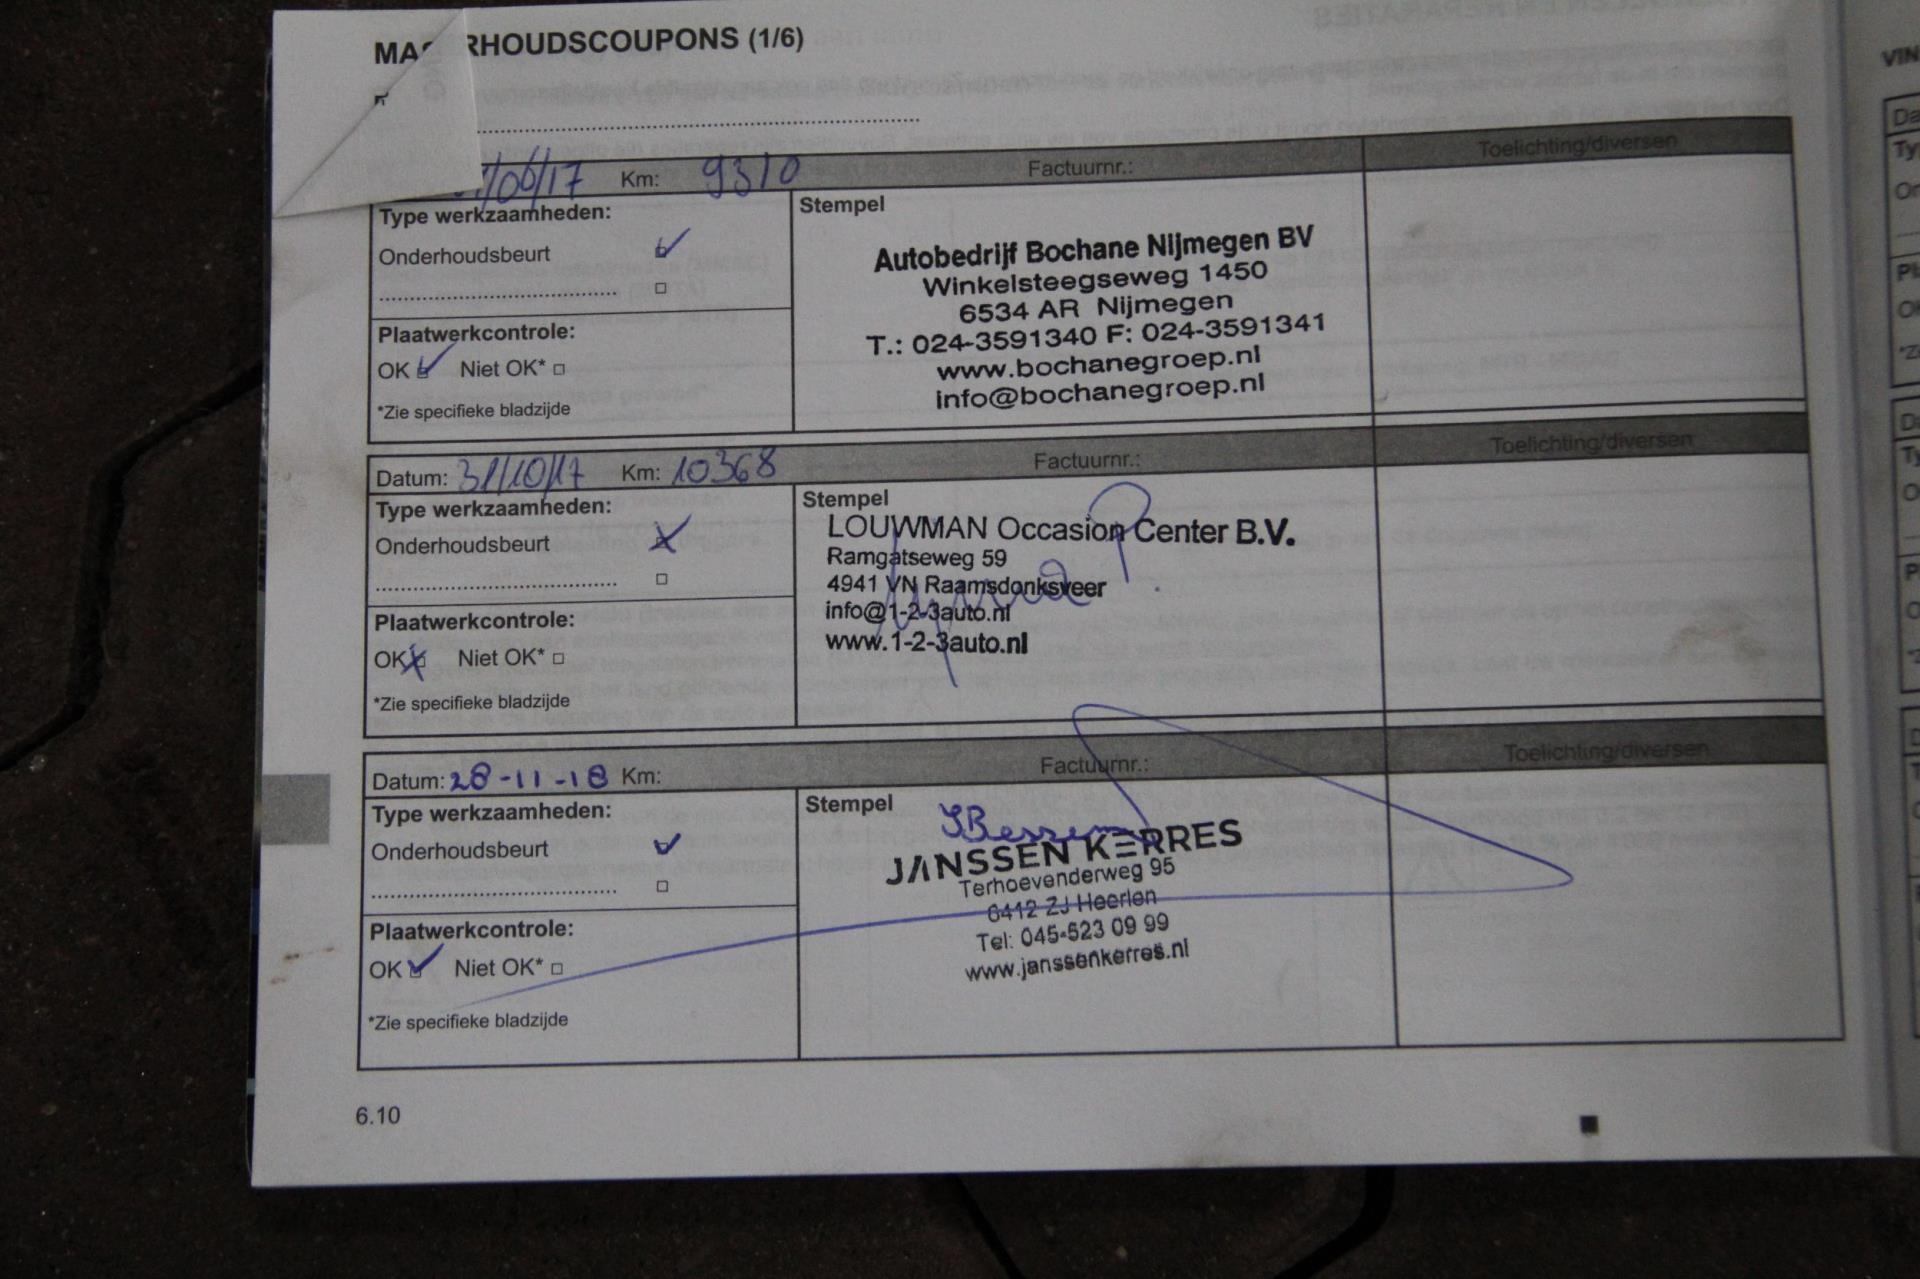 MA RHOUDSCOUPONS (1/6)
/06/17 Km: 9310 Factuurnr.: Toelichting/diversen
Type werkzaamheden:
Onderhoudsbeurt
Plaatwerkcontrole:
OK Niet OK*
*Zie specifieke bladzijde
Stempel
Autobedrijf Bochane Nijmegen BV
Winkelsteegseweg 1450
6534 AR Nijmegen
T.: 024-3591340 F: 024-3591341
www.bochanegroep.nl
info@bochanegroep.nl
Datum: 31/10/17 Km: 10368 Factuurnr.: Toelichting/diversen
Type werkzaamheden:
Onderhoudsbeurt
Plaatwerkcontrole:
OK Niet OK*
*Zie specifieke bladzijde
Stempel
LOUWMAN Occasion Center B.V.
Ramgatseweg 59
4941 VN Raamsdonksveer
info@1-2-3auto.nl
www.1-2-3auto.nl
Datum: 28-11-18 Km: Factuurnr.: Toelichting/diversen
Type werkzaamheden:
Onderhoudsbeurt
Plaatwerkcontrole:
OK Niet OK*
*Zie specifieke bladzijde
Stempel
JANSSEN KERRES
Terhoevenderweg 95
6412 ZJ Heerlen
Tel: 045-523 09 99
www.janssenkerres.nl
6.10
VIN